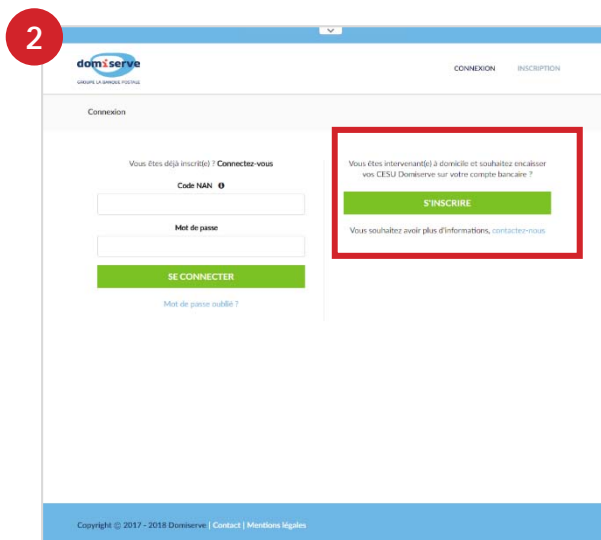 2
domiserve
GROUPE LA BANQUE POSTALE
CONNEXION
INSCRIPTION
Connexion
Vous êtes déjà inscrit(e) ? Connectez-vous
Code NAN
Mot de passe
SE CONNECTER
Mot de passe oublié ?
Vous êtes intervenant(e) à domicile et souhaitez encaisser
vos CESU Domiserve sur votre compte bancaire ?
S'INSCRIRE
Vous souhaitez avoir plus d'informations, contactez-nous
Copyright © 2017 - 2018 Domiserve | Contact | Mentions légales